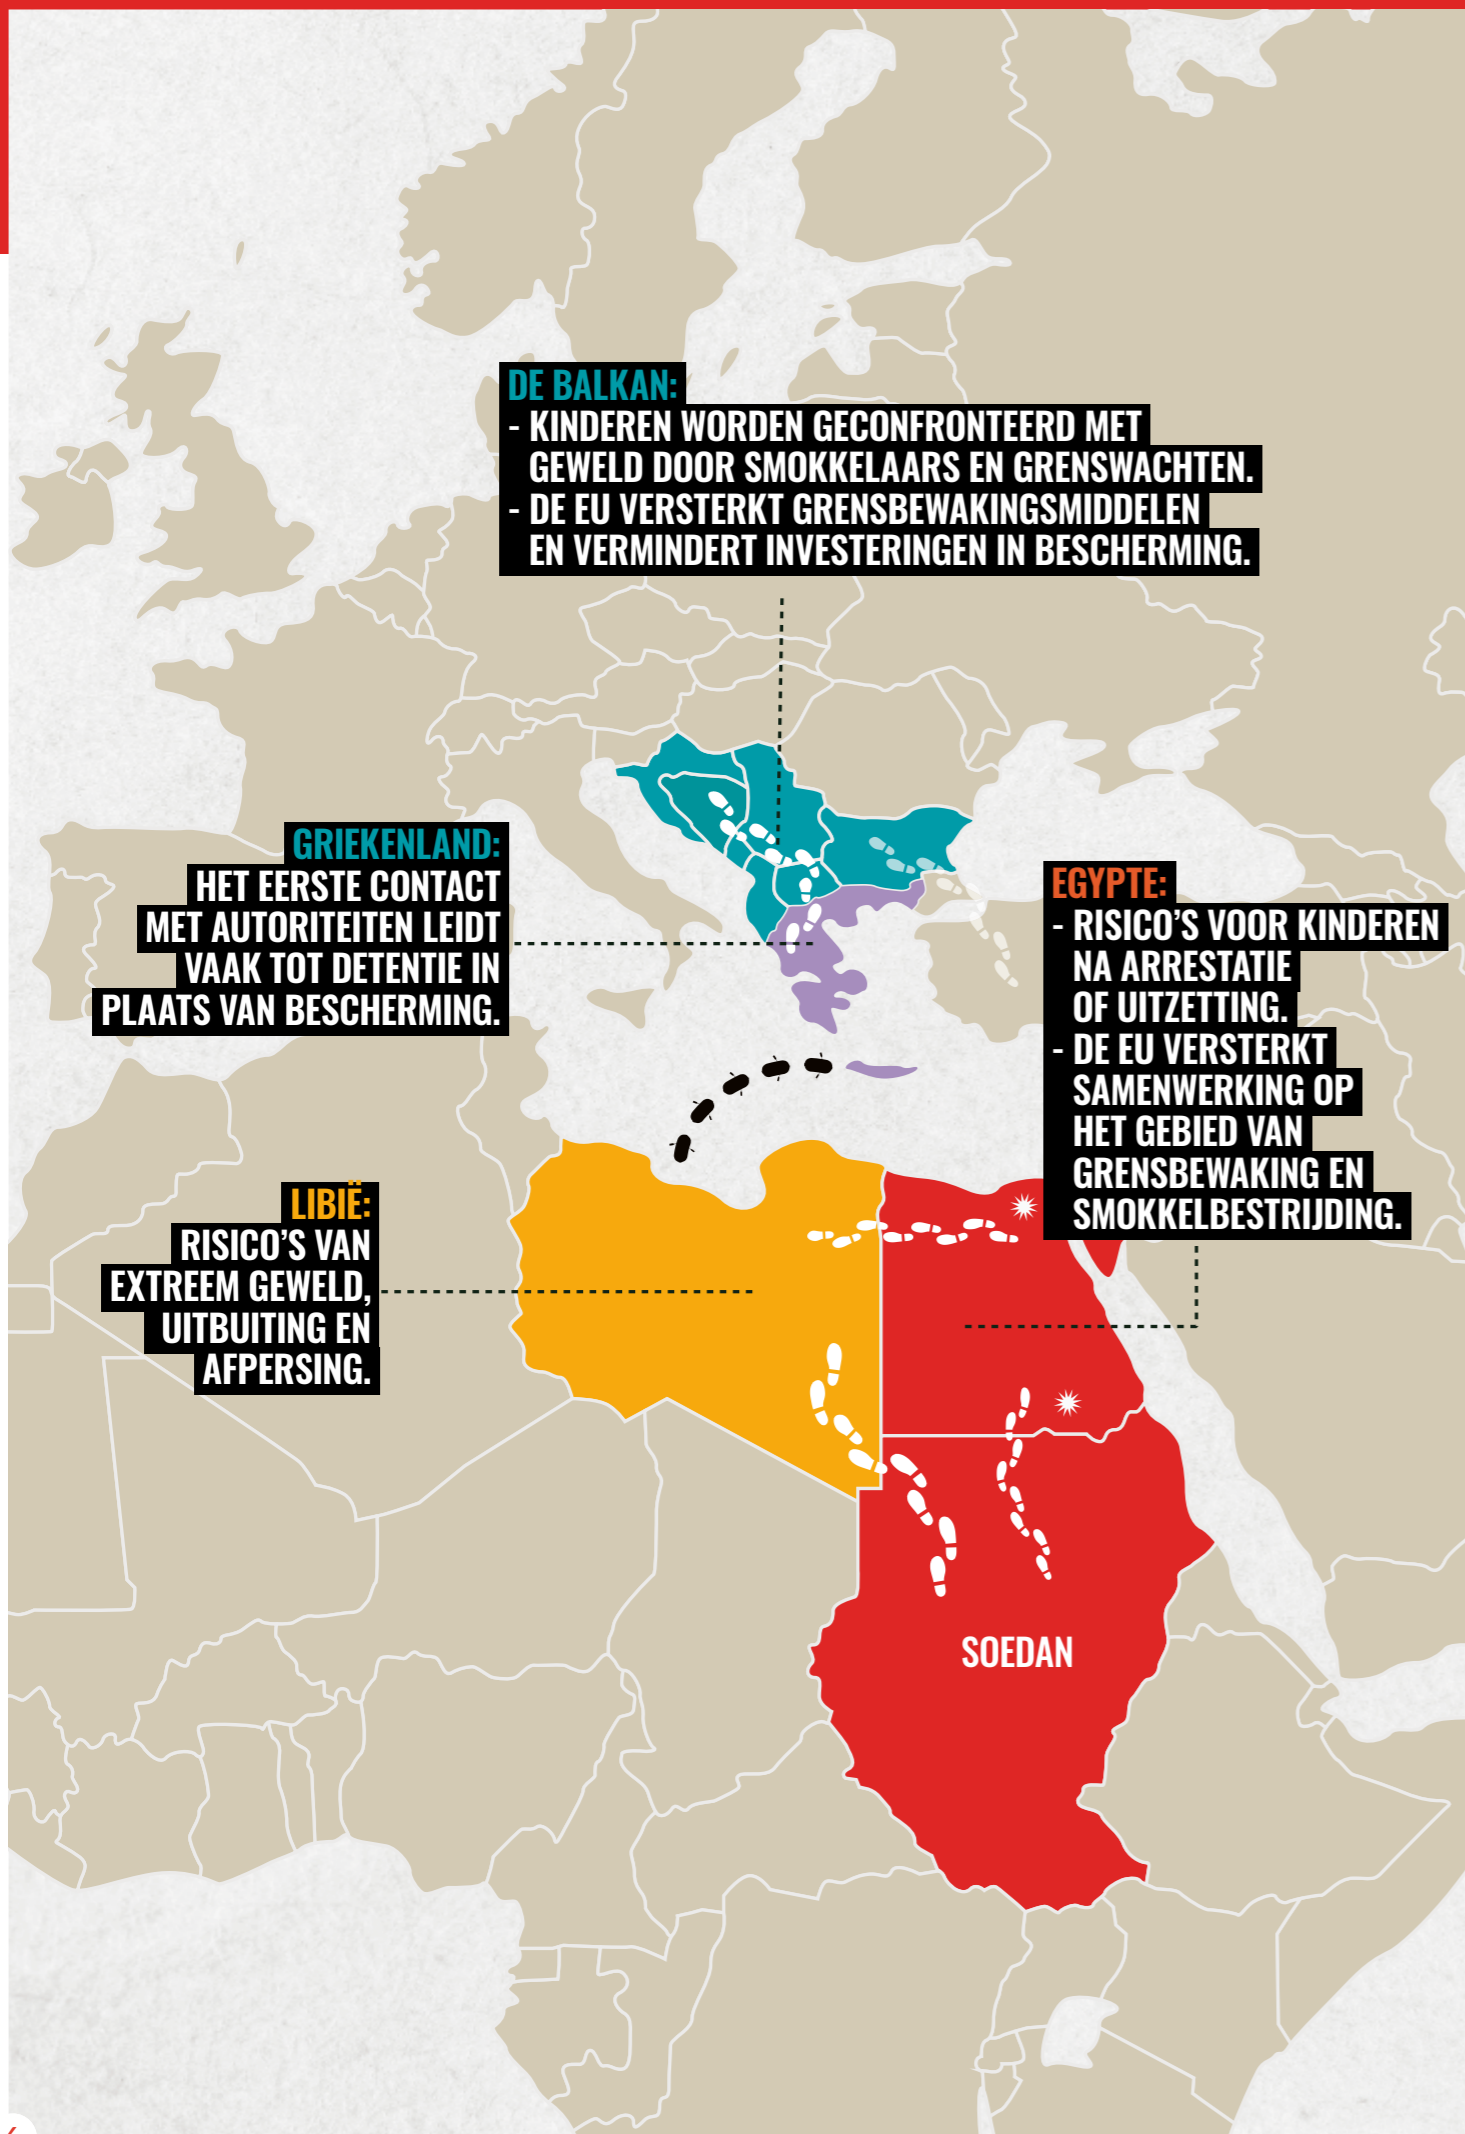 DE BALKAN:
- KINDEREN WORDEN GECONFRONTEERD MET
GEWELD DOOR SMOKKELAARS EN GRENSWACHTEN.
- DE EU VERSTERKT GRENSBEWAKINGSMIDDELEN
EN VERMINDERT INVESTERINGEN IN BESCHERMING.
GRIEKENLAND:
HET EERSTE CONTACT
MET AUTORITEITEN LEIDT
VAAK TOT DETENTIE IN
PLAATS VAN BESCHERMING.
EGYPTE:
- RISICO'S VOOR KINDEREN
NA ARRESTATIE
OF UITZETTING.
- DE EU VERSTERKT
SAMENWERKING OP
HET GEBIED VAN
GRENSBEWAKING EN
SMOKKELBESTRIJDING.
LIBIË:
RISICO'S VAN
EXTREEM GEWELD,
UITBUITING EN
AFPERSING.
SOEDAN